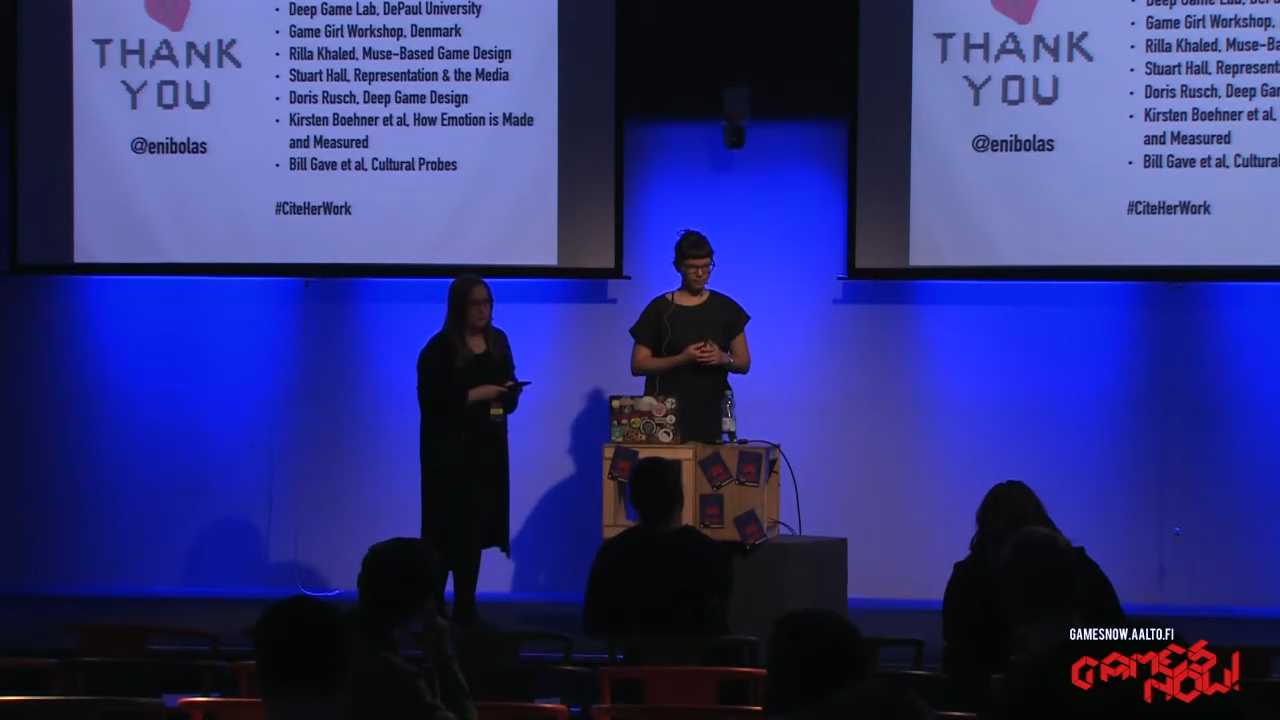 THANK
YOU
@enibolas
• Deep Game Lab, DePaul University
• Game Girl Workshop, Denmark
• Rilla Khaled, Muse-Based Game Design
• Stuart Hall, Representation & the Media
• Doris Rusch, Deep Game Design
• Kirsten Boehner et al, How Emotion is Made
and Measured
• Bill Gave et al, Cultural Probes
#CiteHerWork
THANK
YOU
@enibolas
• Deep Game Lab,
• Game Girl Workshop,
• Rilla Khaled, Muse-Ba
• Stuart Hall, Represent
• Doris Rusch, Deep Gar
• Kirsten Boehner et al,
and Measured
• Bill Gave et al, Cultural
#CiteHerWork
GAMESNOW.AALTO.FI
GAMES
NOW!